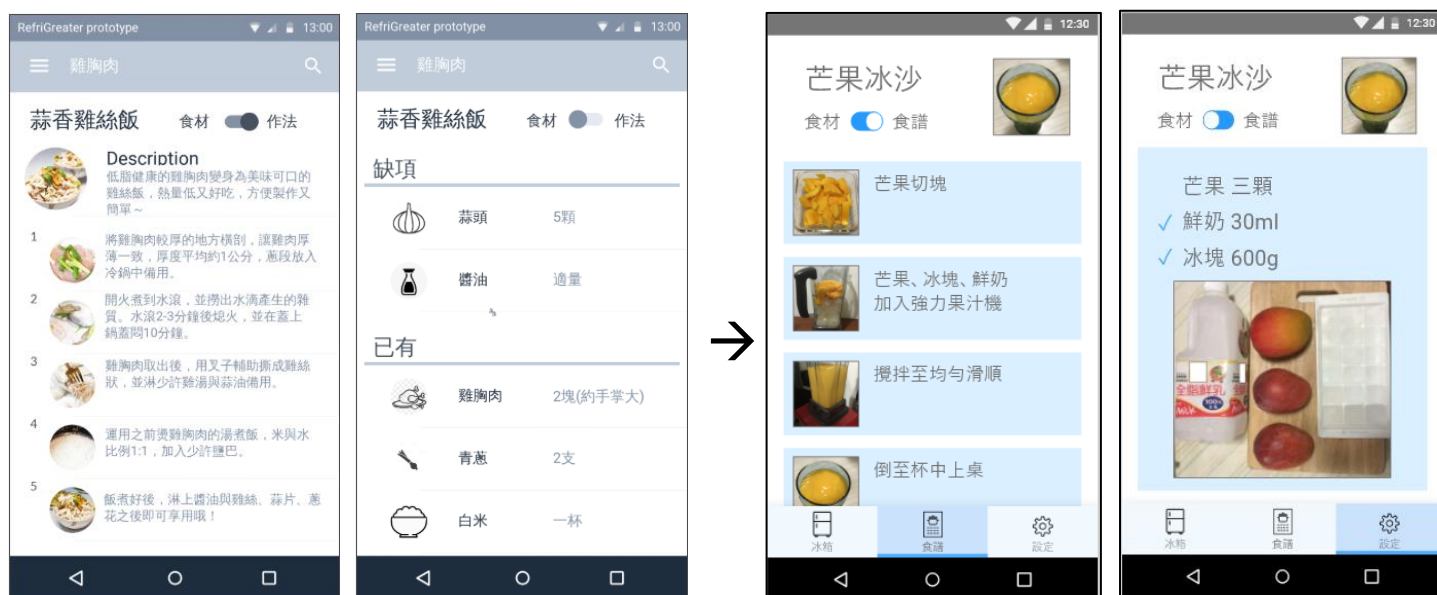 RefriGreater prototype
13:00
雞胸肉
蒜香雞絲飯
食材
作法
Description
低脂健康的雞胸肉變身為美味可口的
雞絲飯，熱量低又好吃，方便製作又
簡單～
1
將雞胸肉較厚的地方橫剖，讓雞肉厚
薄一致，厚度平均約1公分，蔥段放入
冷鍋中備用。
2
開火煮到水滾，並撈出水滴產生的雜
質。水滾2-3分鐘後熄火，並在蓋上
鍋蓋悶10分鐘。
3
雞胸肉取出後，用叉子輔助撕成雞絲
狀，並淋少許雞湯與蒜油備用。
4
運用之前燙雞胸肉的湯煮飯，米與水
比例1:1，加入少許鹽巴。
5
飯煮好後，淋上醬油與雞絲、蒜片、蔥
花之後即可享用哦！
RefriGreater prototype
13:00
雞胸肉
蒜香雞絲飯
食材
作法
缺項
蒜頭
5顆
醬油
適量
已有
雞胸肉
2塊(約手掌大)
青蔥
2支
白米
一杯
12:30
芒果冰沙
食材
食譜
芒果切塊
芒果、冰塊、鮮奶
加入強力果汁機
攪拌至均勻滑順
倒至杯中上桌
冰箱
食譜
設定
12:30
芒果冰沙
食材
食譜
芒果 三顆
鮮奶 30ml
冰塊 600g
全脂鮮乳
冰箱
食譜
設定